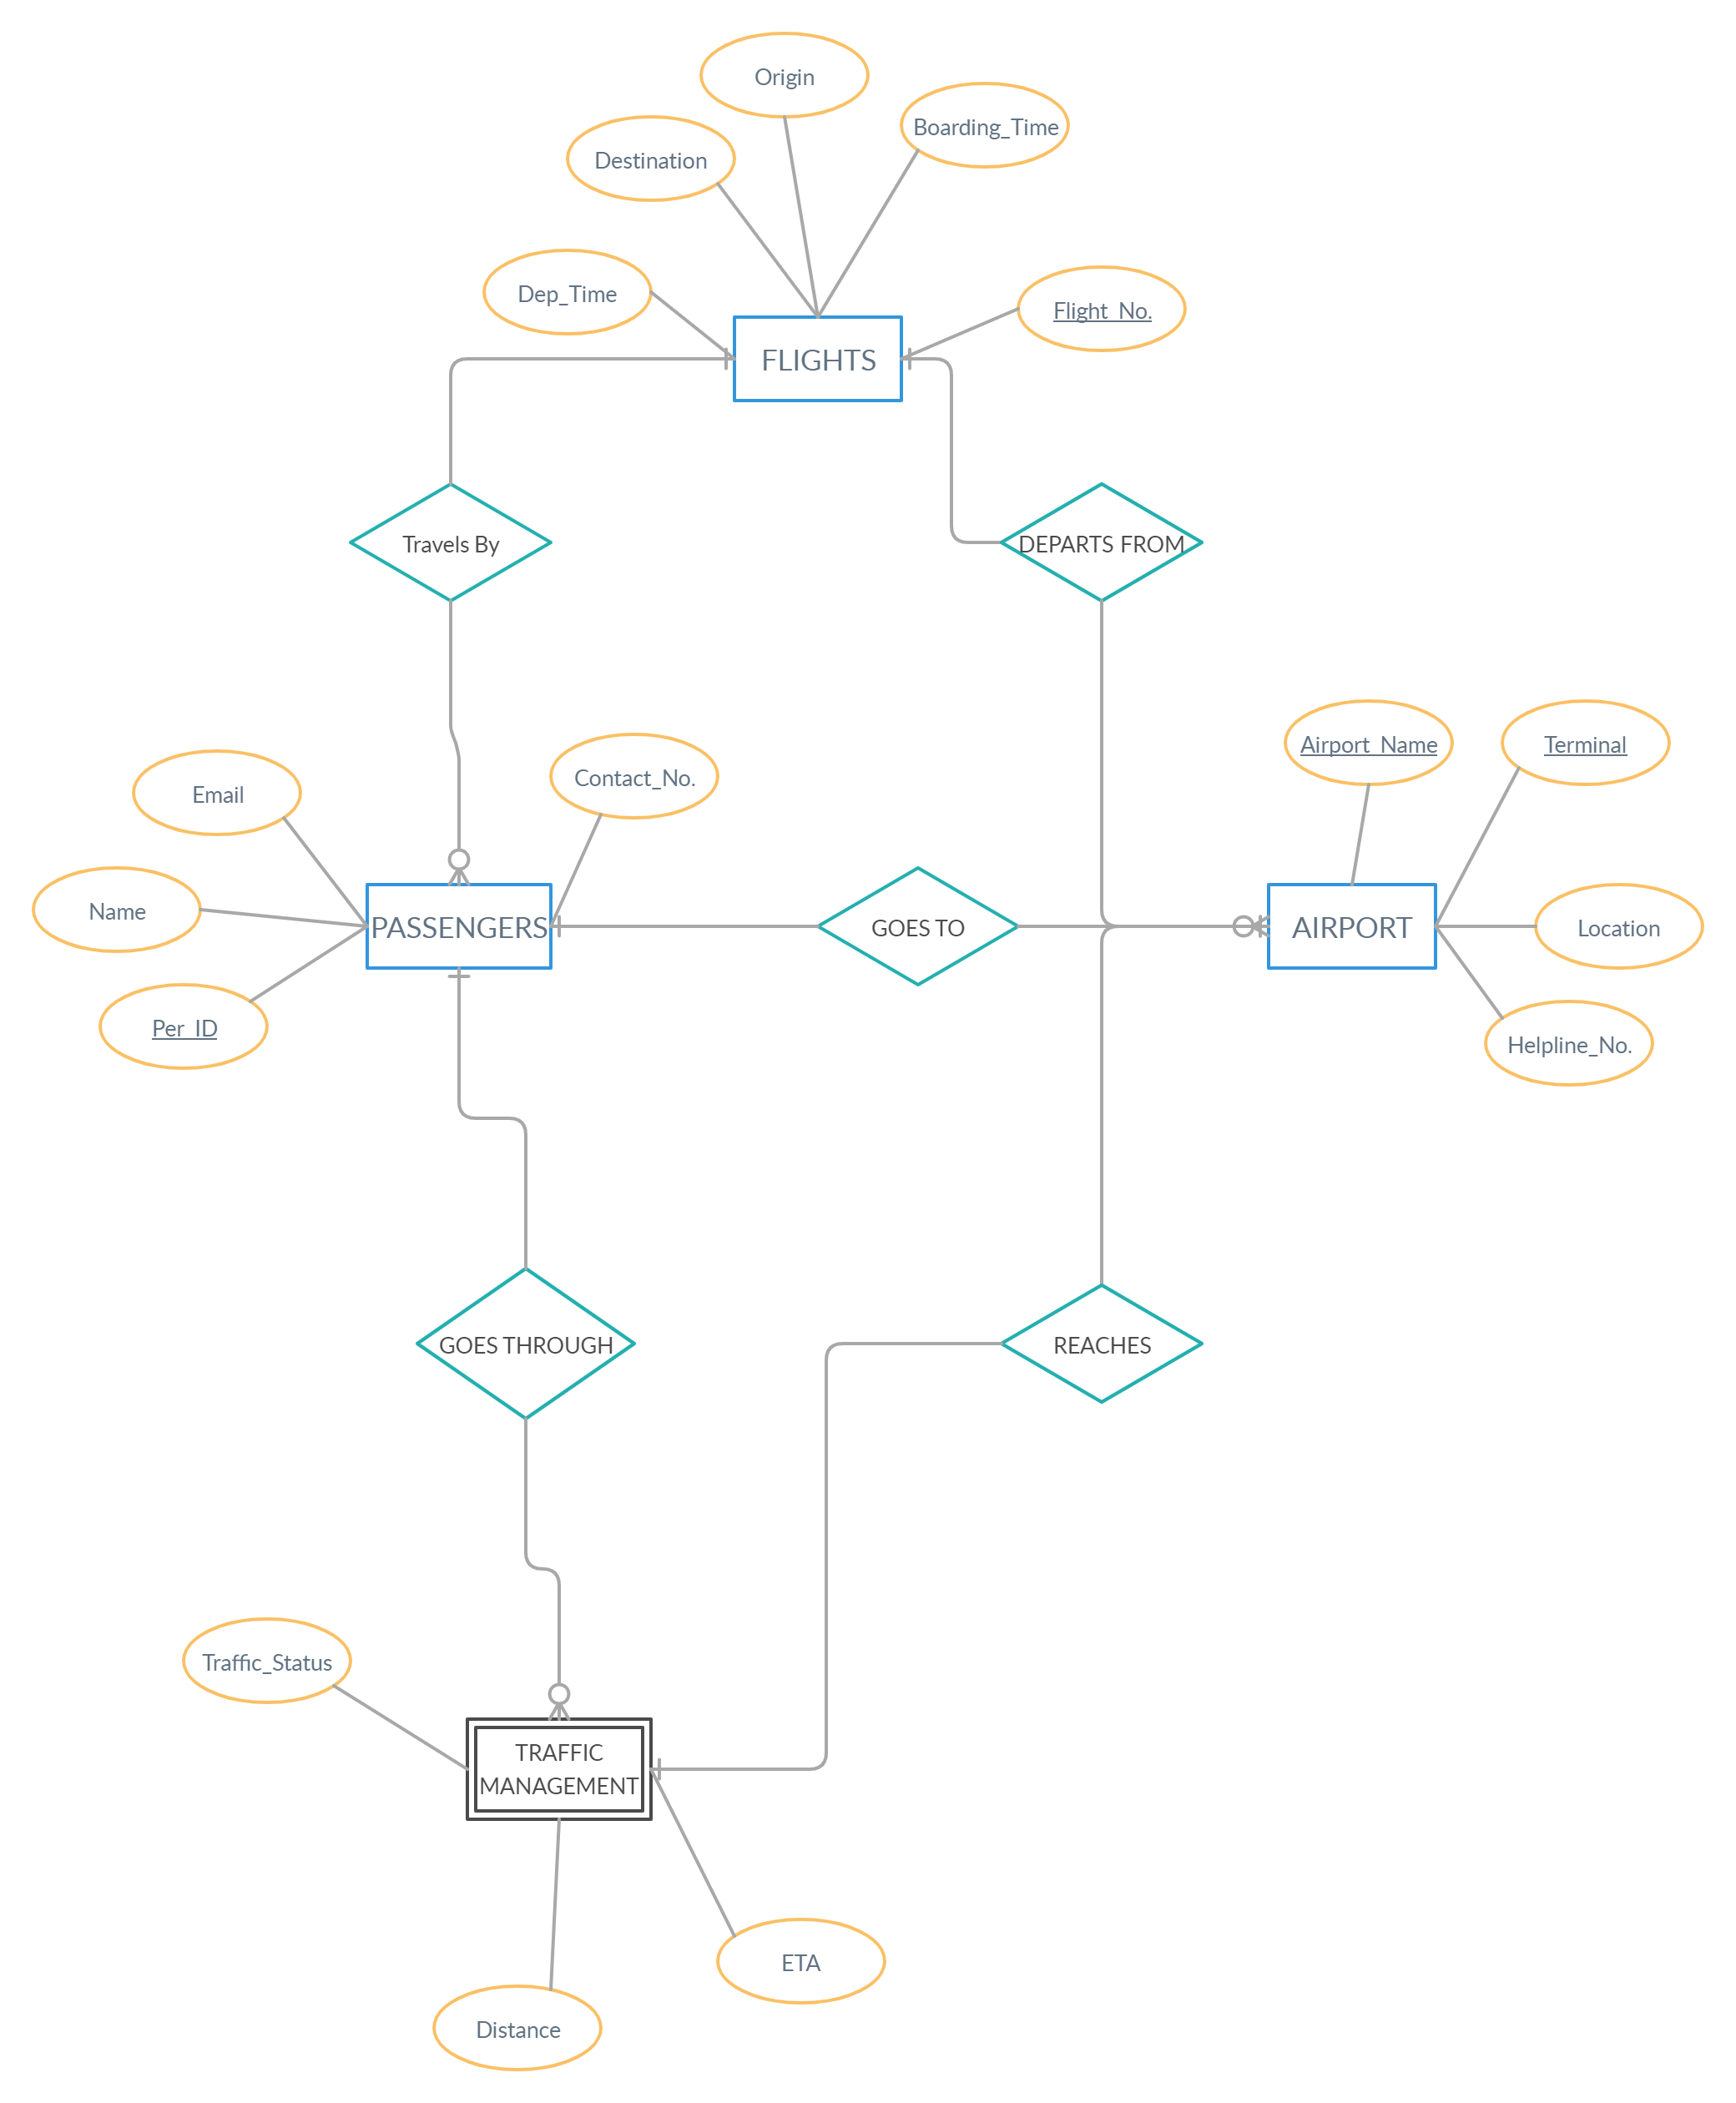 Origin
Boarding_Time
Destination
Dep_Time
Flight_No.
FLIGHTS
Travels By
DEPARTS FROM
Airport_Name
Terminal
Contact_No.
Email
Name
PASSENGERS
GOES TO
AIRPORT
Location
Per_ID
Helpline_No.
GOES THROUGH
REACHES
Traffic_Status
TRAFFIC
MANAGEMENT
ETA
Distance